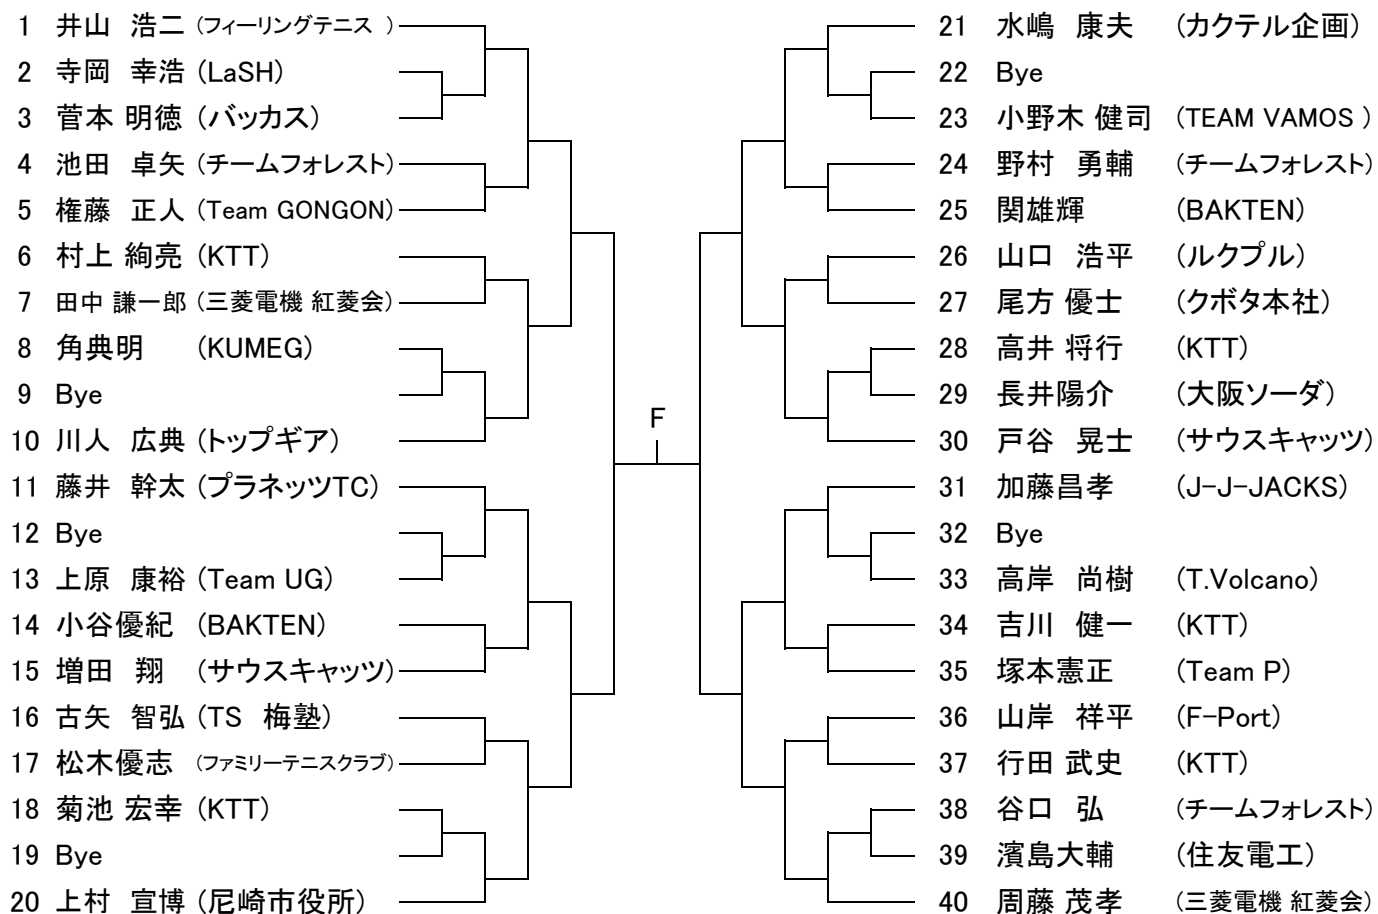 1 井山 浩二 (フィーリングテニス )
2 寺岡 幸浩 (LaSH)
3 菅本 明徳 (バッカス)
4 池田 卓矢 (チームフォレスト)
5 権藤 正人 (Team GONGON)
6 村上 絢亮 (KTT)
7 田中 謙一郎 (三菱電機 紅菱会)
8 角典明 (KUMEG)
9 Bye
10 川人 広典 (トップギア)
11 藤井 幹太 (プラネッツTC)
12 Bye
13 上原 康裕 (Team UG)
14 小谷優紀 (BAKTEN)
15 増田 翔 (サウスキャッツ)
16 古矢 智弘 (TS 梅塾)
17 松木優志 (ファミリーテニスクラブ)
18 菊池 宏幸 (KTT)
19 Bye
20 上村 宣博 (尼崎市役所)
F
21 水嶋 康夫 (カクテル企画)
22 Bye
23 小野木 健司 (TEAM VAMOS )
24 野村 勇輔 (チームフォレスト)
25 関雄輝 (BAKTEN)
26 山口 浩平 (ルクプル)
27 尾方 優士 (クボタ本社)
28 高井 将行 (KTT)
29 長井陽介 (大阪ソーダ)
30 戸谷 晃士 (サウスキャッツ)
31 加藤昌孝 (J-J-JACKS)
32 Bye
33 高岸 尚樹 (T.Volcano)
34 吉川 健一 (KTT)
35 塚本憲正 (Team P)
36 山岸 祥平 (F-Port)
37 行田 武史 (KTT)
38 谷口 弘 (チームフォレスト)
39 濱島大輔 (住友電工)
40 周藤 茂孝 (三菱電機 紅菱会)